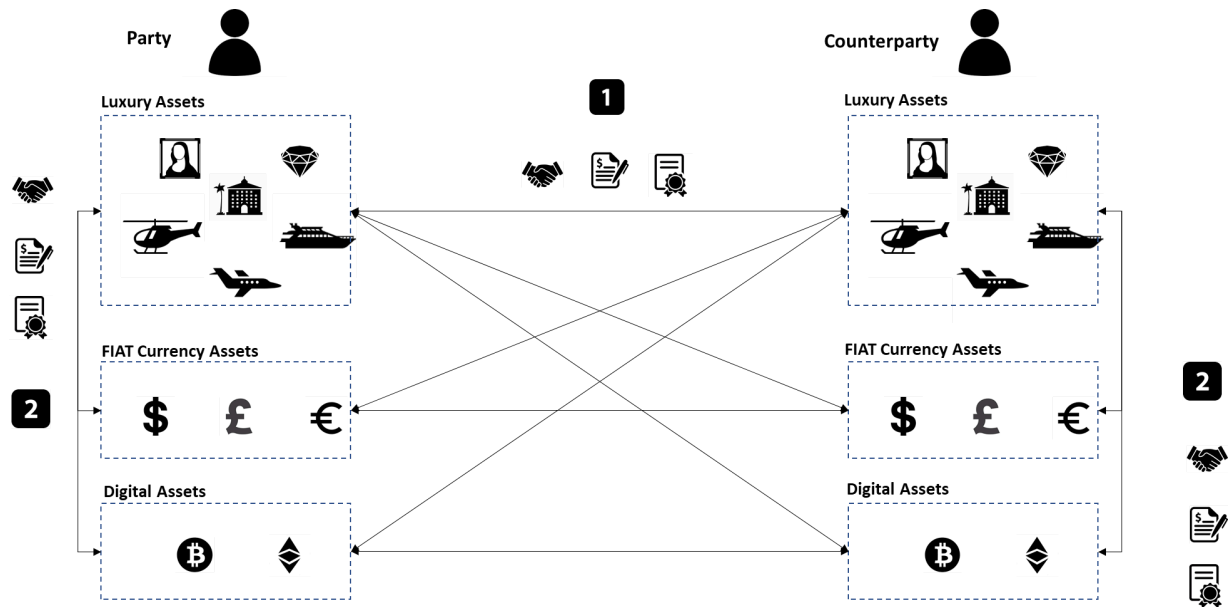 Party
Counterparty
Luxury Assets
1
Luxury Assets
FIAT Currency Assets
FIAT Currency Assets
2
$ £ €
2
$ £ €
Digital Assets
Digital Assets